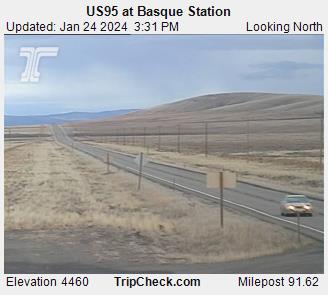 US95 at Basque Station
Updated: Jan 24 2024 3:31 PM Looking North
Elevation 4460 TripCheck.com Milepost 91.62